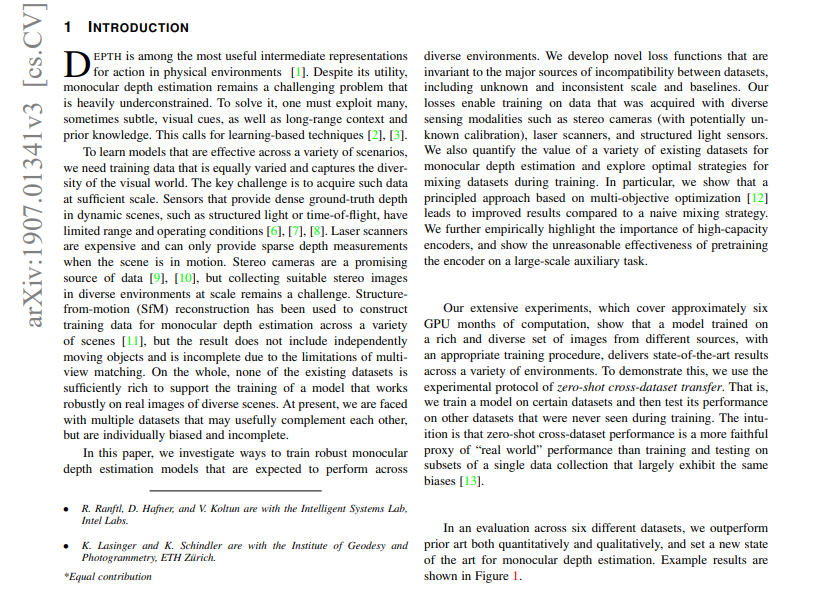 arXiv:1907.01341v3 [cs.CV]
1 INTRODUCTION
DEPTH is among the most useful intermediate representations
for action in physical environments [1]. Despite its utility,
monocular depth estimation remains a challenging problem that
is heavily underconstrained. To solve it, one must exploit many,
sometimes subtle, visual cues, as well as long-range context and
prior knowledge. This calls for learning-based techniques [2], [3].
To learn models that are effective across a variety of scenarios,
we need training data that is equally varied and captures the diver-
sity of the visual world. The key challenge is to acquire such data
at sufficient scale. Sensors that provide dense ground-truth depth
in dynamic scenes, such as structured light or time-of-flight, have
limited range and operating conditions [6], [7], [8]. Laser scanners
are expensive and can only provide sparse depth measurements
when the scene is in motion. Stereo cameras are a promising
source of data [9], [10], but collecting suitable stereo images
in diverse environments at scale remains a challenge. Structure-
from-motion (SfM) reconstruction has been used to construct
training data for monocular depth estimation across a variety
of scenes [11], but the result does not include independently
moving objects and is incomplete due to the limitations of multi-
view matching. On the whole, none of the existing datasets is
sufficiently rich to support the training of a model that works
robustly on real images of diverse scenes. At present, we are faced
with multiple datasets that may usefully complement each other,
but are individually biased and incomplete.
In this paper, we investigate ways to train robust monocular
depth estimation models that are expected to perform across
• R. Ranftl, D. Hafner, and V. Koltun are with the Intelligent Systems Lab,
Intel Labs.
• K. Lasinger and K. Schindler are with the Institute of Geodesy and
Photogrammetry, ETH Zürich.
*Equal contribution
diverse environments. We develop novel loss functions that are
invariant to the major sources of incompatibility between datasets,
including unknown and inconsistent scale and baselines. Our
losses enable training on data that was acquired with diverse
sensing modalities such as stereo cameras (with potentially un-
known calibration), laser scanners, and structured light sensors.
We also quantify the value of a variety of existing datasets for
monocular depth estimation and explore optimal strategies for
mixing datasets during training. In particular, we show that a
principled approach based on multi-objective optimization [12]
leads to improved results compared to a naive mixing strategy.
We further empirically highlight the importance of high-capacity
encoders, and show the unreasonable effectiveness of pretraining
the encoder on a large-scale auxiliary task.
Our extensive experiments, which cover approximately six
GPU months of computation, show that a model trained on
a rich and diverse set of images from different sources, with
an appropriate training procedure, delivers state-of-the-art results
across a variety of environments. To demonstrate this, we use the
experimental protocol of zero-shot cross-dataset transfer. That is,
we train a model on certain datasets and then test its performance
on other datasets that were never seen during training. The intu-
ition is that zero-shot cross-dataset performance is a more faithful
proxy of “real world” performance than training and testing on
subsets of a single data collection that largely exhibit the same
biases [13].
In an evaluation across six different datasets, we outperform
prior art both quantitatively and qualitatively, and set a new state
of the art for monocular depth estimation. Example results are
shown in Figure 1.